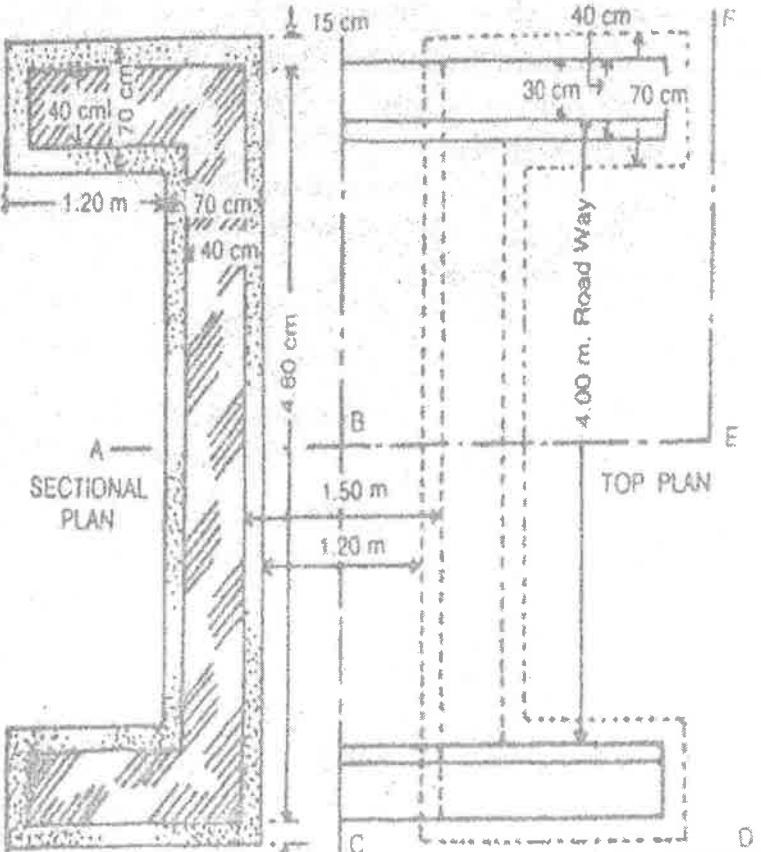 15 cm
40 cm
F
40 cm
70 cm
30 cm
70 cm
1.20 m
70 cm
40 cm
4.80 cm
4.00 m. Road Way
A
B
E
SECTIONAL
PLAN
TOP PLAN
1.50 m
1.20 m
C
D